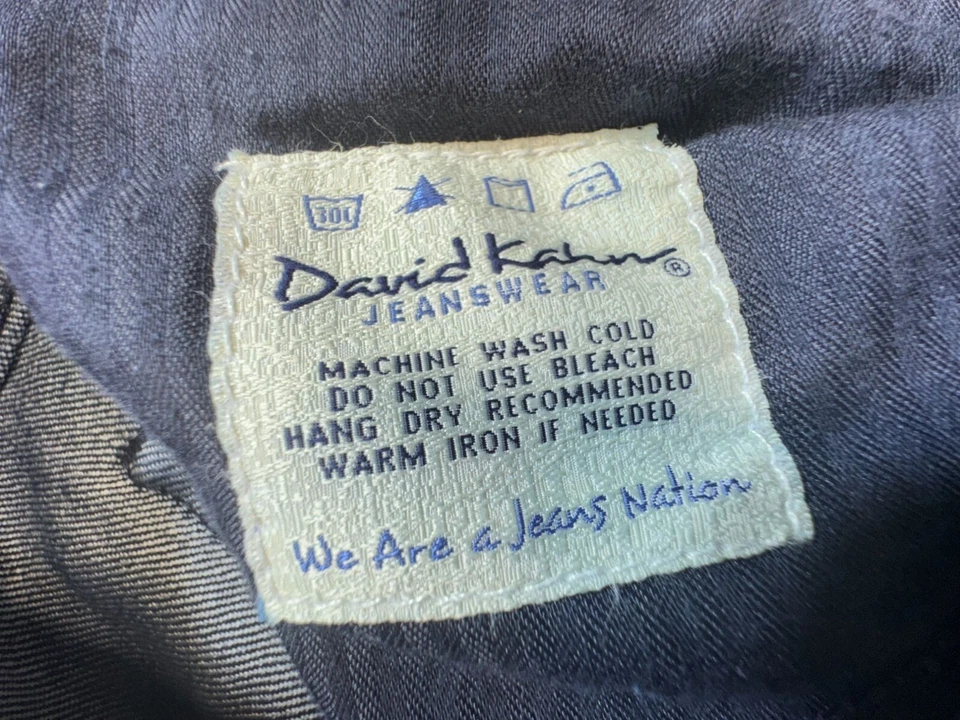 30C
David Kahn®
JEANSWEAR
MACHINE WASH COLD
DO NOT USE BLEACH
HANG DRY RECOMMENDED
WARM IRON IF NEEDED
We Are a Jeans Nation